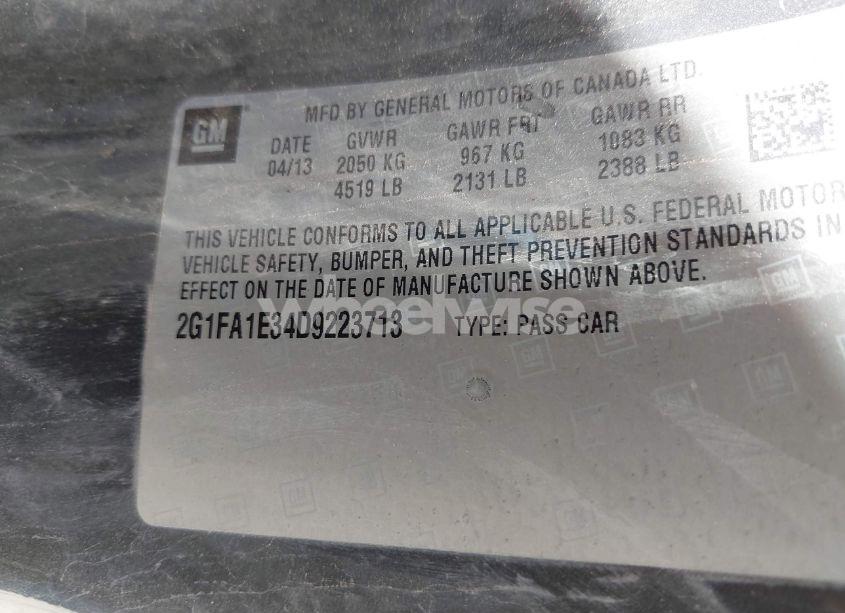 MFD BY GENERAL MOTORS OF CANADA LTD.
GM
DATE GVWR GAWR FRT GAWR RR
04/13 2050 KG 967 KG 1083 KG
4519 LB 2131 LB 2388 LB
THIS VEHICLE CONFORMS TO ALL APPLICABLE U.S. FEDERAL MOTOR
VEHICLE SAFETY, BUMPER, AND THEFT PREVENTION STANDARDS IN
EFFECT ON THE DATE OF MANUFACTURE SHOWN ABOVE.
wheelwise
2G1FA1E34D9223713 TYPE: PASS CAR